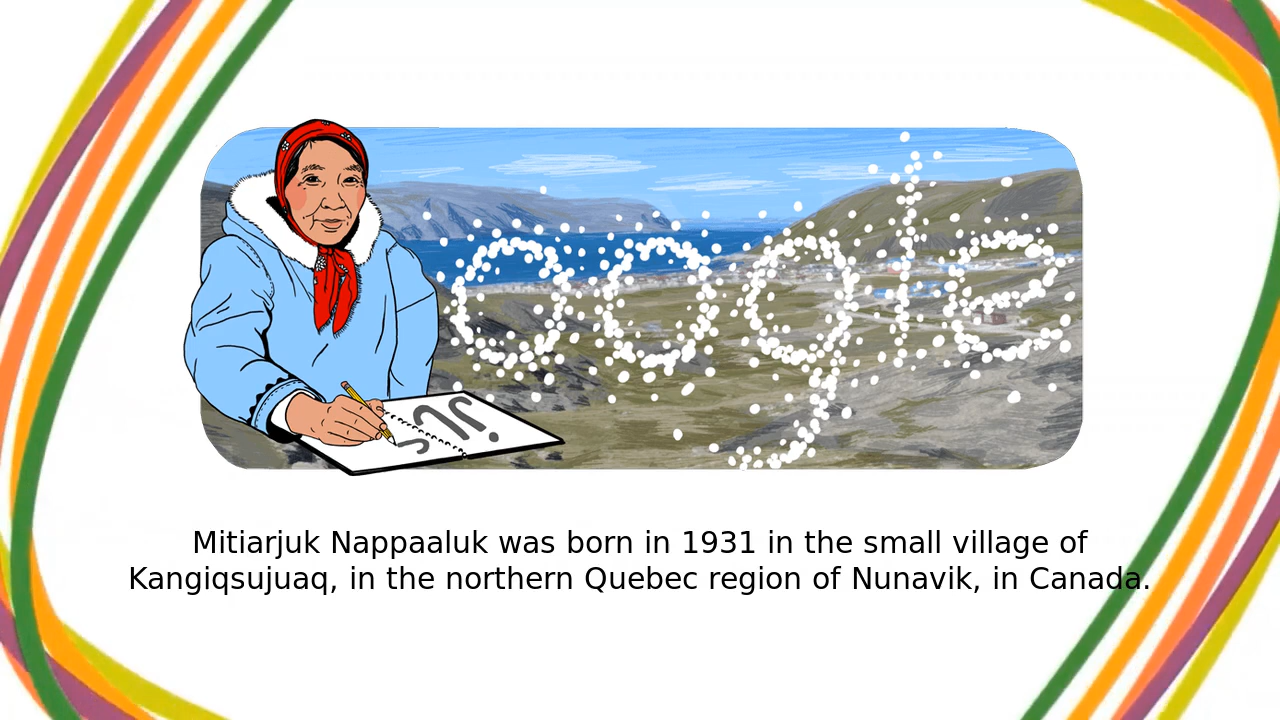 oogle
Mitiarjuk Nappaaluk was born in 1931 in the small village of
Kangiqsujuaq, in the northern Quebec region of Nunavik, in Canada.